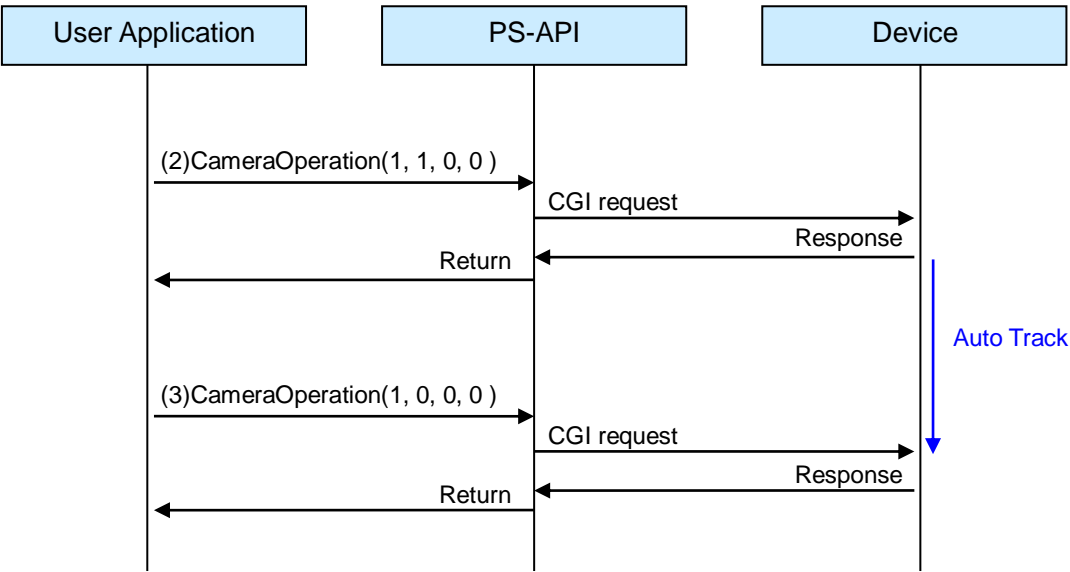 User Application
PS-API
Device
(2)CameraOperation(1, 1, 0, 0 )
CGI request
Response
Return
Auto Track
(3)CameraOperation(1, 0, 0, 0 )
CGI request
Response
Return